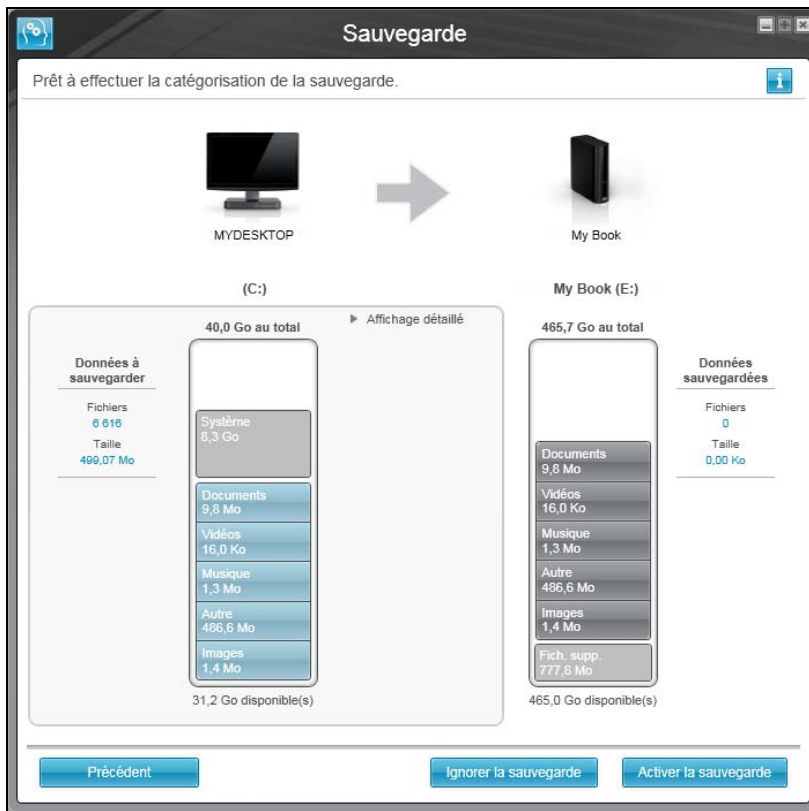 Sauvegarde
Prêt à effectuer la catégorisation de la sauvegarde.
MYDESKTOP
My Book
(C:)
My Book (E:)
40,0 Go au total
Affichage détaillé
465,7 Go au total
Données à
sauvegarder
Fichiers
6 616
Taille
499,07 Mo
Système
8,3 Go
Documents
9,8 Mo
Vidéos
16,0 Ko
Musique
1,3 Mo
Autre
486,6 Mo
Images
1,4 Mo
31,2 Go disponible(s)
Documents
9,8 Mo
Vidéos
16,0 Ko
Musique
1,3 Mo
Autre
486,6 Mo
Images
1,4 Mo
Fich. supp.
777,8 Mo
465,0 Go disponible(s)
Données
sauvegardées
Fichiers
0
Taille
0,00 Ko
Précédent
Ignorer la sauvegarde
Activer la sauvegarde